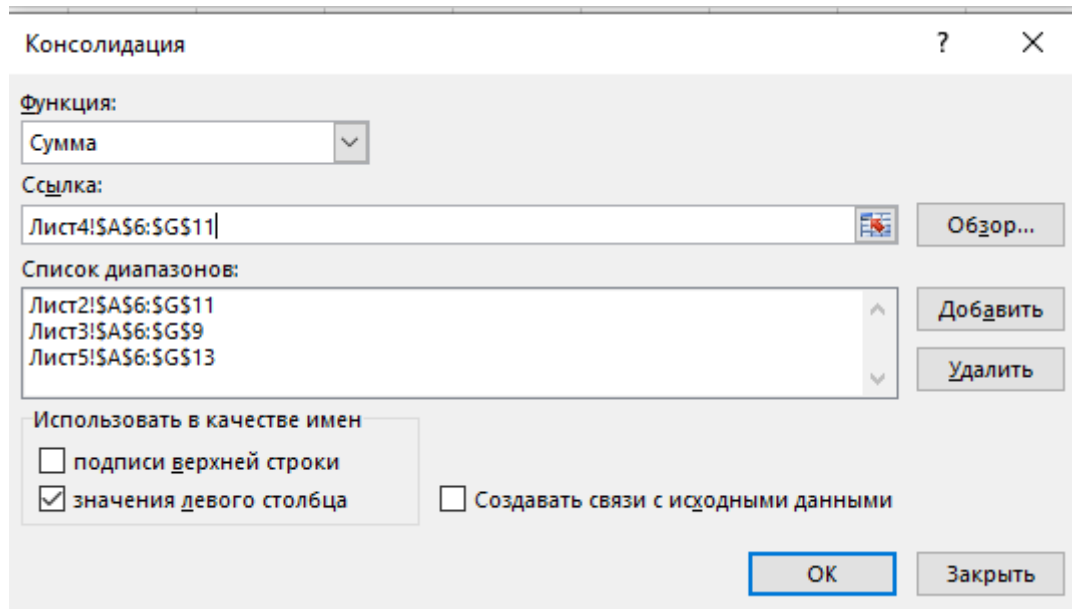 Консолидация
?
Функция:
Сумма
Ссылка:
Лист4!$A$6:$G$11
Обзор...
Список диапазонов:
Лист2!$A$6:$G$11
Лист3!$A$6:$G$9
Лист5!$A$6:$G$13
Добавить
Удалить
Использовать в качестве имен
подписи верхней строки
значения левого столбца
Создавать связи с исходными данными
ОК
Закрыть